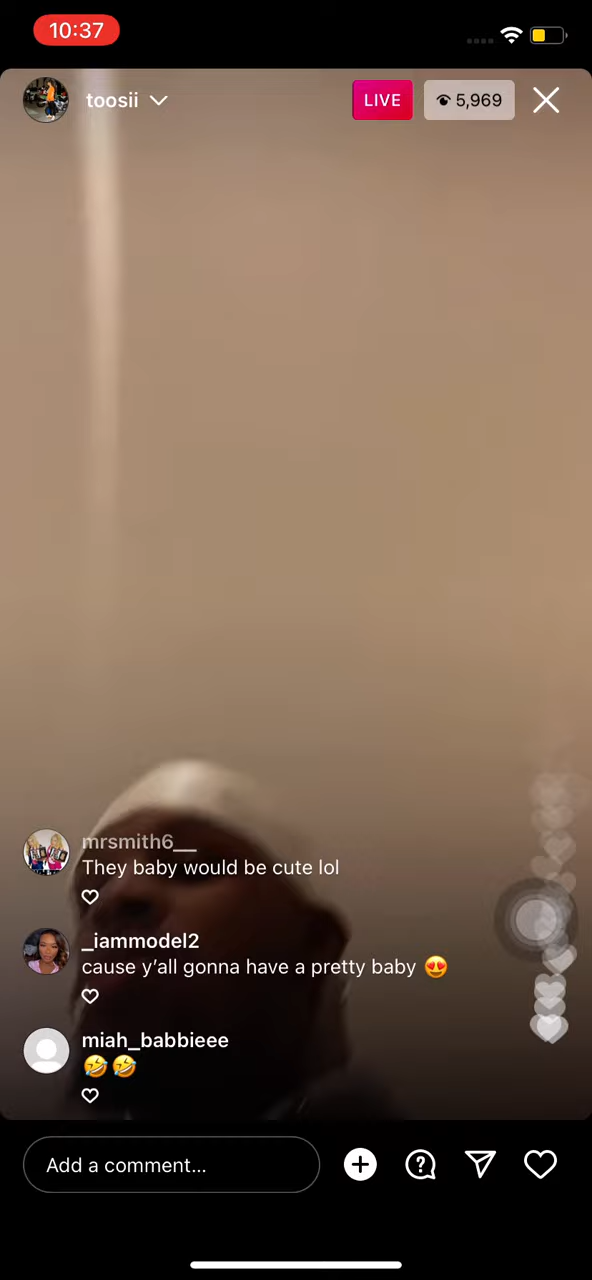 10:37
toosii
LIVE
5,969
mrsmith6__
They baby would be cute lol
_iammodel2
cause y’all gonna have a pretty baby 😍
miah_babbieee
🤣🤣
Add a comment...